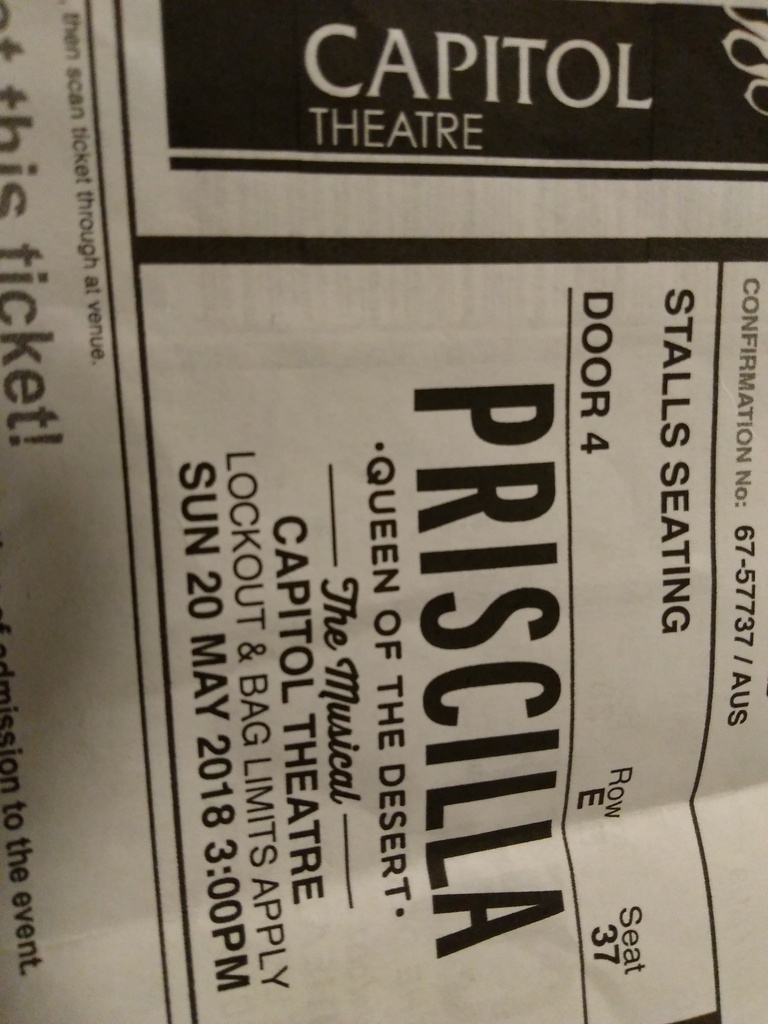 CAPITOL
THEATRE
CONFIRMATION No: 67-57737 / AUS
STALLS SEATING
DOOR 4
Row
E
Seat
37
PRISCILLA
•QUEEN OF THE DESERT•
The Musical
CAPITOL THEATRE
LOCKOUT & BAG LIMITS APPLY
SUN 20 MAY 2018 3:00PM
, then scan ticket through at venue.
this ticket!
of admission to the event.